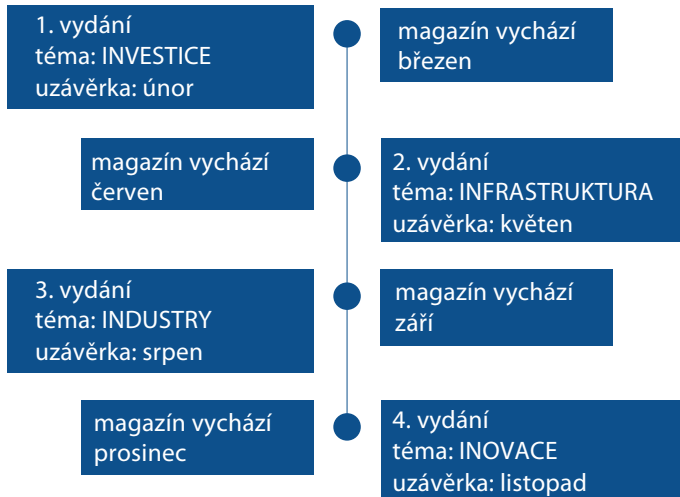 1. vydání
téma: INVESTICE
uzávěrka: únor
magazín vychází
březen
magazín vychází
červen
2. vydání
téma: INFRASTRUKTURA
uzávěrka: květen
3. vydání
téma: INDUSTRY
uzávěrka: srpen
magazín vychází
září
magazín vychází
prosinec
4. vydání
téma: INOVACE
uzávěrka: listopad